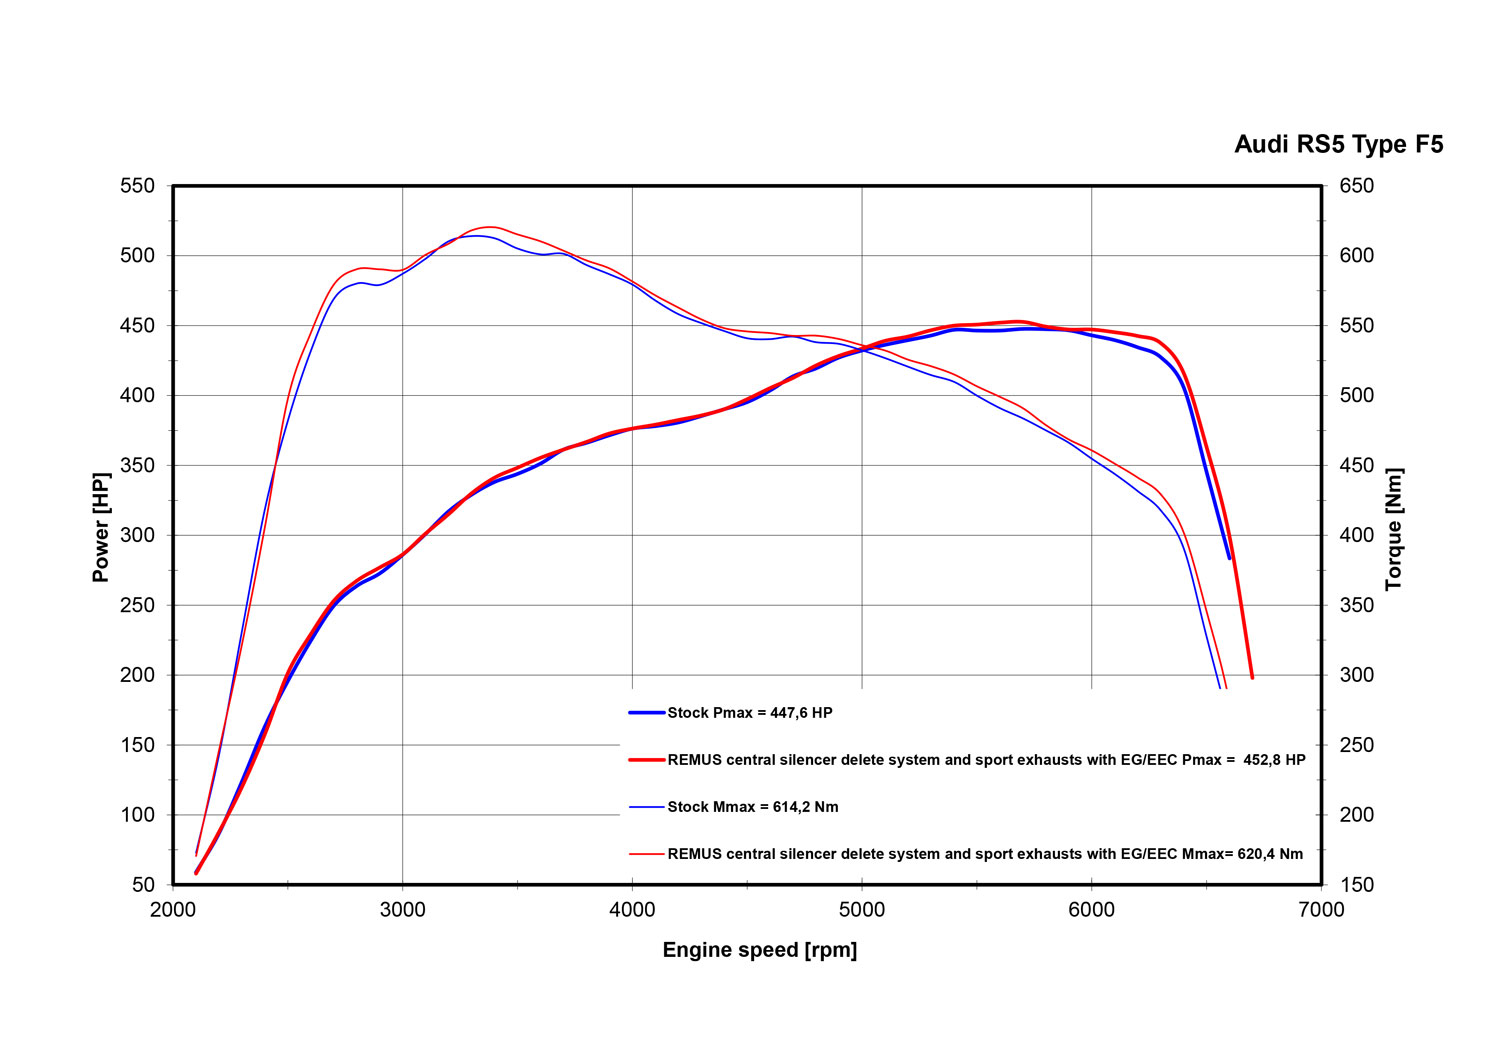 Audi RS5 Type F5
550
500
450
400
350
300
250
200
150
100
50
Power [HP]
650
600
550
500
450
400
350
300
250
200
150
Torque [Nm]
Stock Pmax = 447,6 HP
REMUS central silencer delete system and sport exhausts with EG/EEC Pmax =  452,8 HP
Stock Mmax = 614,2 Nm
REMUS central silencer delete system and sport exhausts with EG/EEC Mmax= 620,4 Nm
2000 3000 4000 5000 6000 7000
Engine speed [rpm]